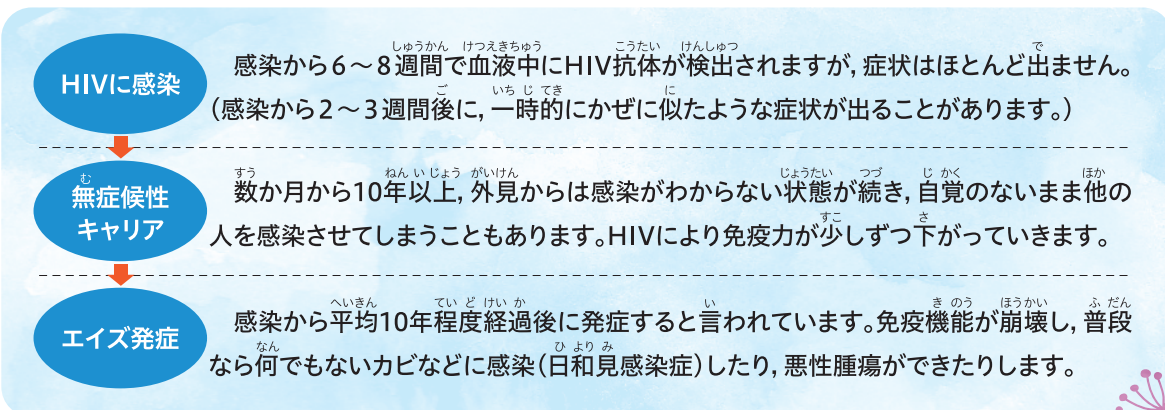 HIVに感染
感染から6～8週間で血液中にHIV抗体が検出されますが，症状はほとんど出ません。
（感染から2～3週間後に，一時的にかぜに似たような症状が出ることがあります。）
無症候性
キャリア
数か月から10年以上，外見からは感染がわからない状態が続き，自覚のないまま他の
人を感染させてしまうこともあります。HIVにより免疫力が少しずつ下がっていきます。
エイズ発症
感染から平均10年程度経過後に発症すると言われています。免疫機能が崩壊し，普段
なら何でもないカビなどに感染（日和見感染症）したり，悪性腫瘍ができたりします。